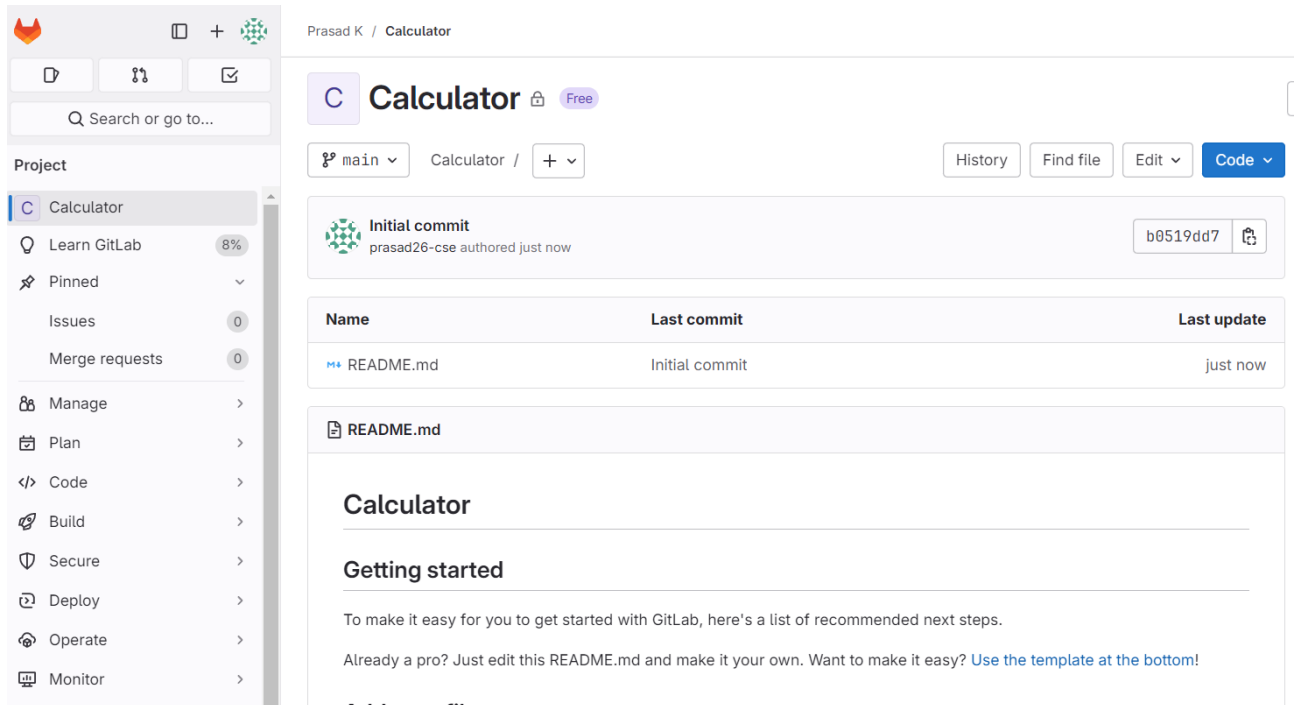 Search or go to...
Project
C Calculator
Learn GitLab 8%
Pinned
Issues 0
Merge requests 0
Manage
Plan
Code
Build
Secure
Deploy
Operate
Monitor
Prasad K / Calculator
C Calculator Free
main Calculator / + History Find file Edit Code
Initial commit
prasad26-cse authored just now
b0519dd7
Name Last commit Last update
README.md Initial commit just now
README.md
Calculator
Getting started
To make it easy for you to get started with GitLab, here's a list of recommended next steps.
Already a pro? Just edit this README.md and make it your own. Want to make it easy? Use the template at the bottom!